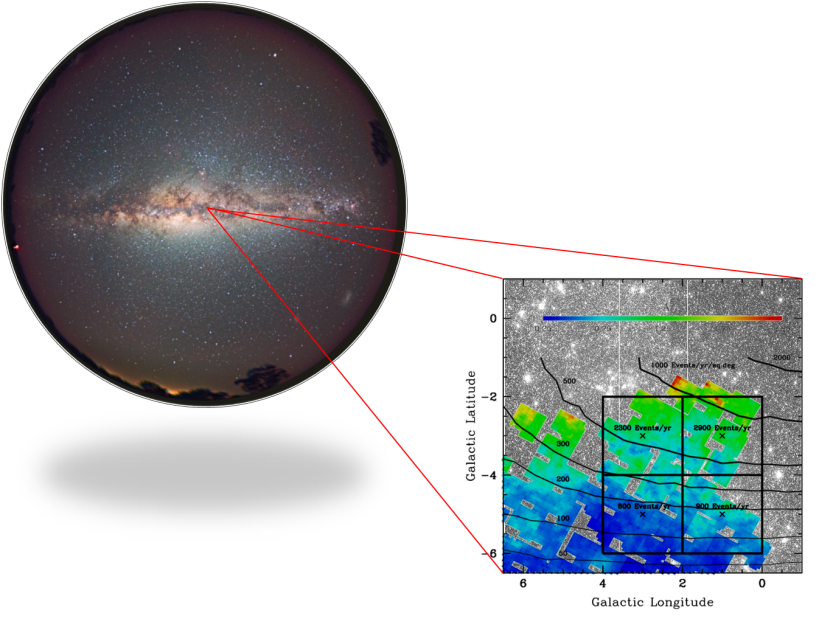 0
2000
1000 Events/yr/sq.deg
500
-2
2300 Events/yr
2900 Events/yr
300
-4
200
800 Events/yr
900 Events/yr
100
50
-6
6
4
2
0
Galactic Latitude
Galactic Longitude